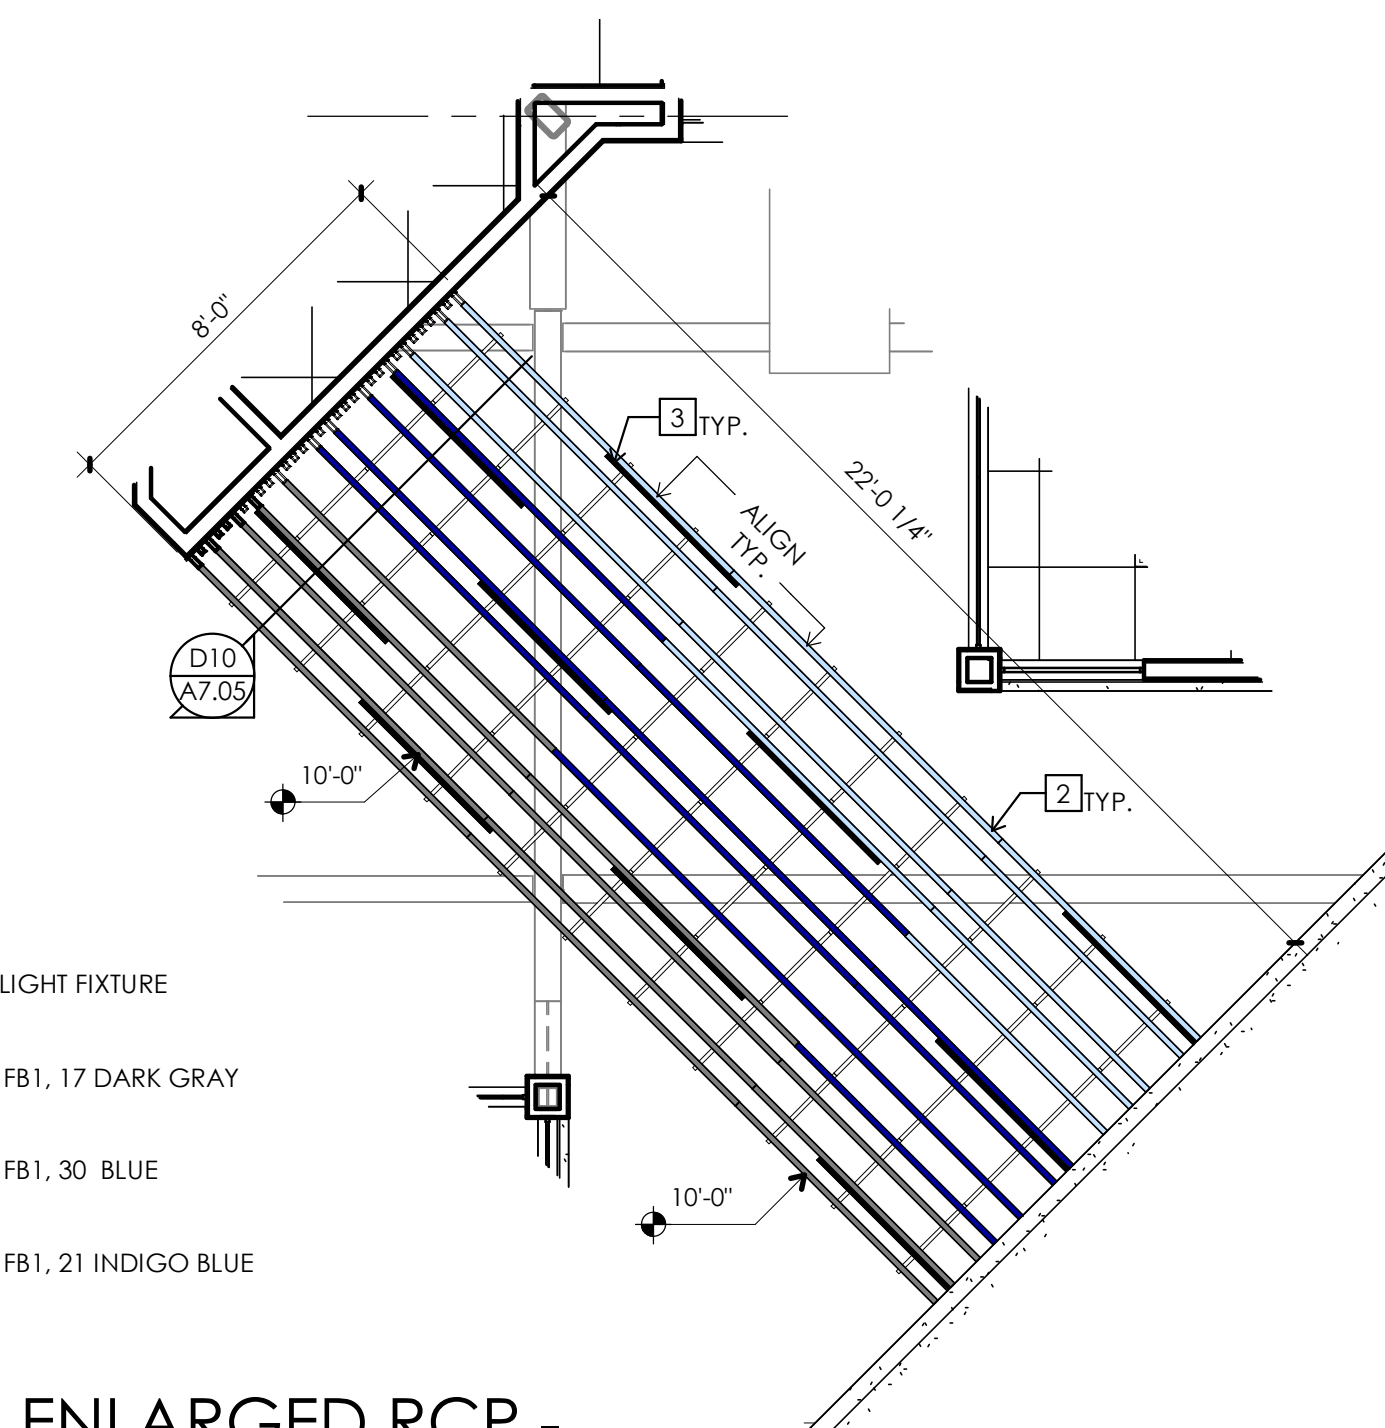 8'-0"
3 TYP.
22'-0 1/4"
ALIGN
TYP.
D10
A7.05
10'-0"
2 TYP.
LIGHT FIXTURE
FB1, 17 DARK GRAY
FB1, 30 BLUE
10'-0"
FB1, 21 INDIGO BLUE
ENLARGED RCP -